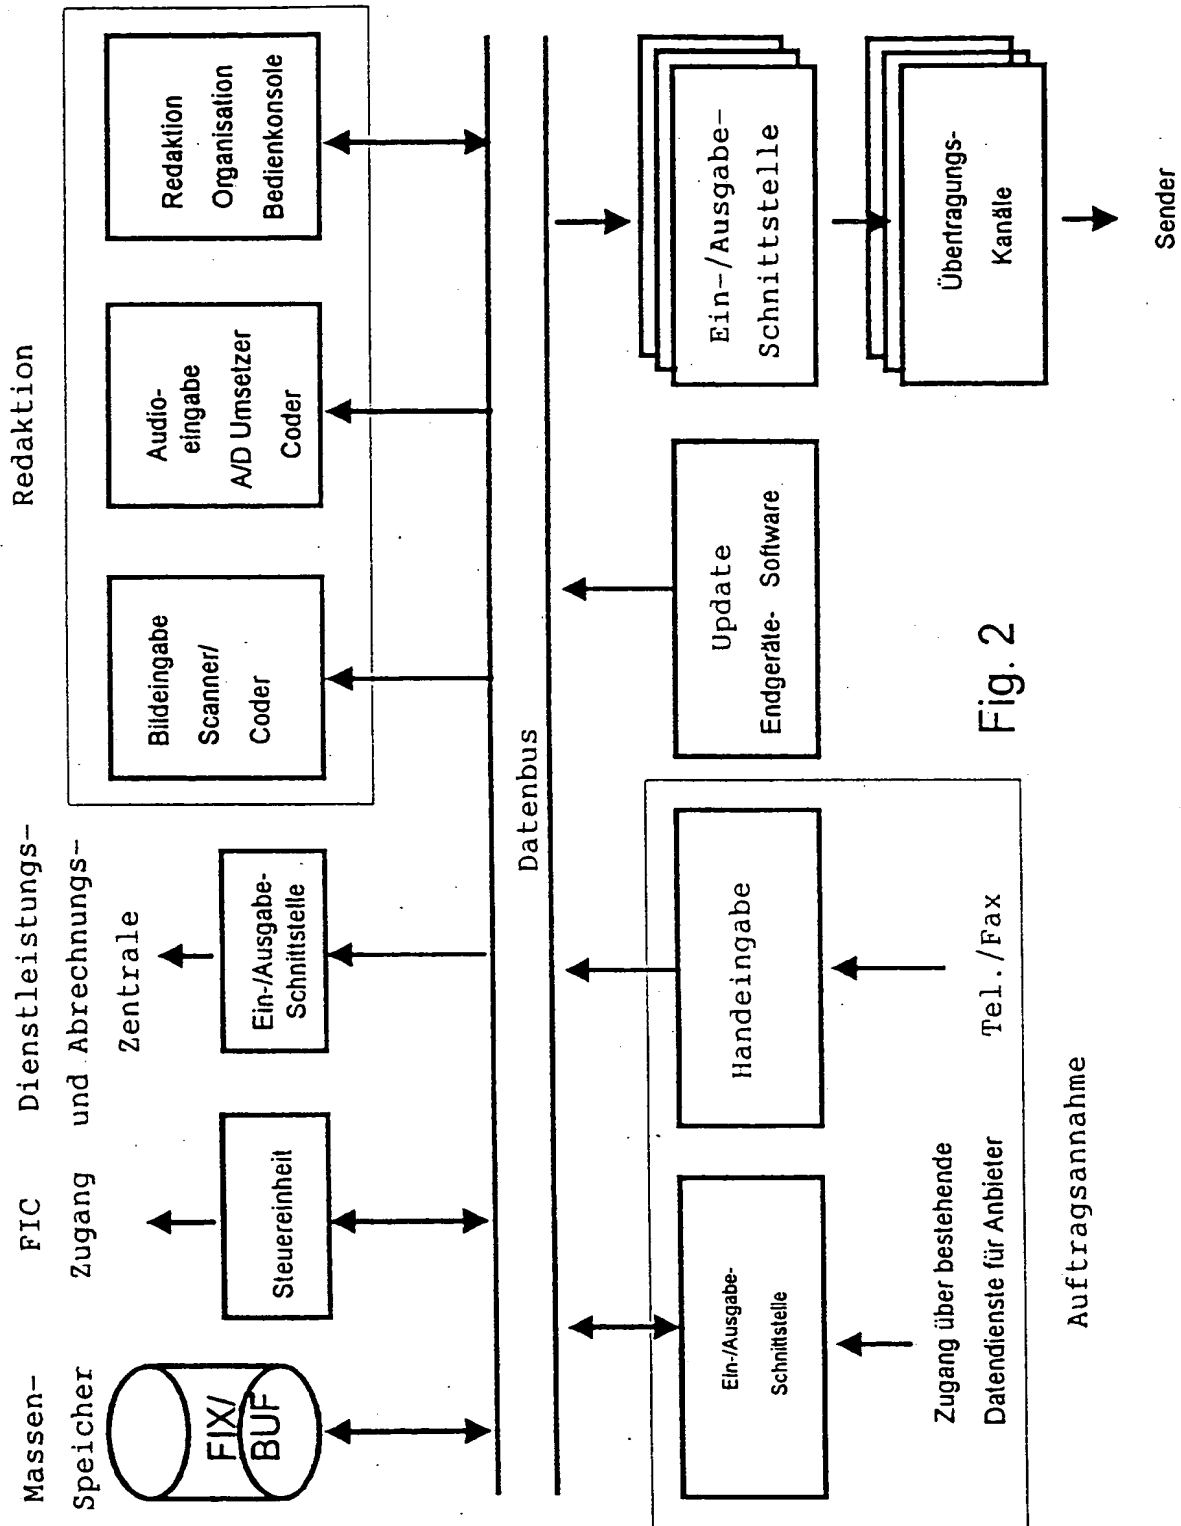 Massen-
Speicher
FIX/
BUF
FIC
Zugang
Steuereinheit
Dienstleistungs-
und Abrechnungs-
Zentrale
Ein-/Ausgabe-
Schnittstelle
Redaktion
Bildeingabe
Scanner/
Coder
Audio-
eingabe
A/D Umsetzer
Coder
Redaktion
Organisation
Bedienkonsole
Datenbus
Ein-/Ausgabe-
Schnittstelle
Zugang über bestehende
Datendienste für Anbieter
Handeingabe
Tel./Fax
Auftragsannahme
Update
Endgeräte- Software
Ein-/Ausgabe-
Schnittstelle
Übertragungs-
Kanäle
Sender
Fig. 2